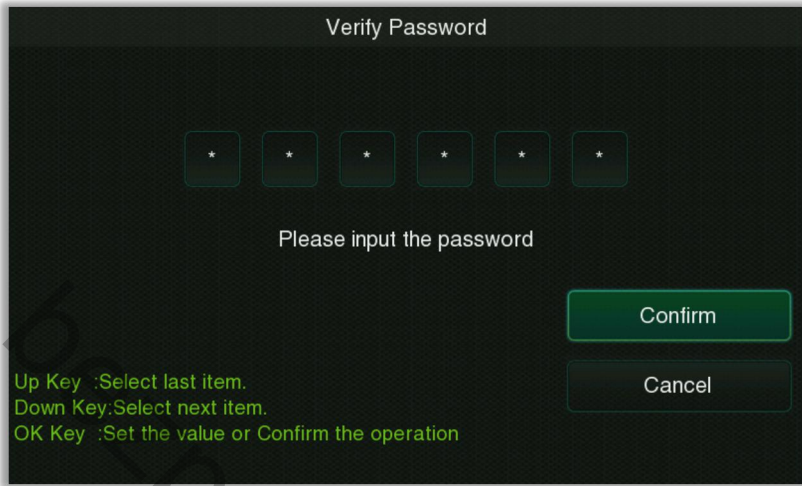 Verify Password
* * * * * *
Please input the password
Confirm
Cancel
Up Key :Select last item.
Down Key:Select next item.
OK Key :Set the value or Confirm the operation